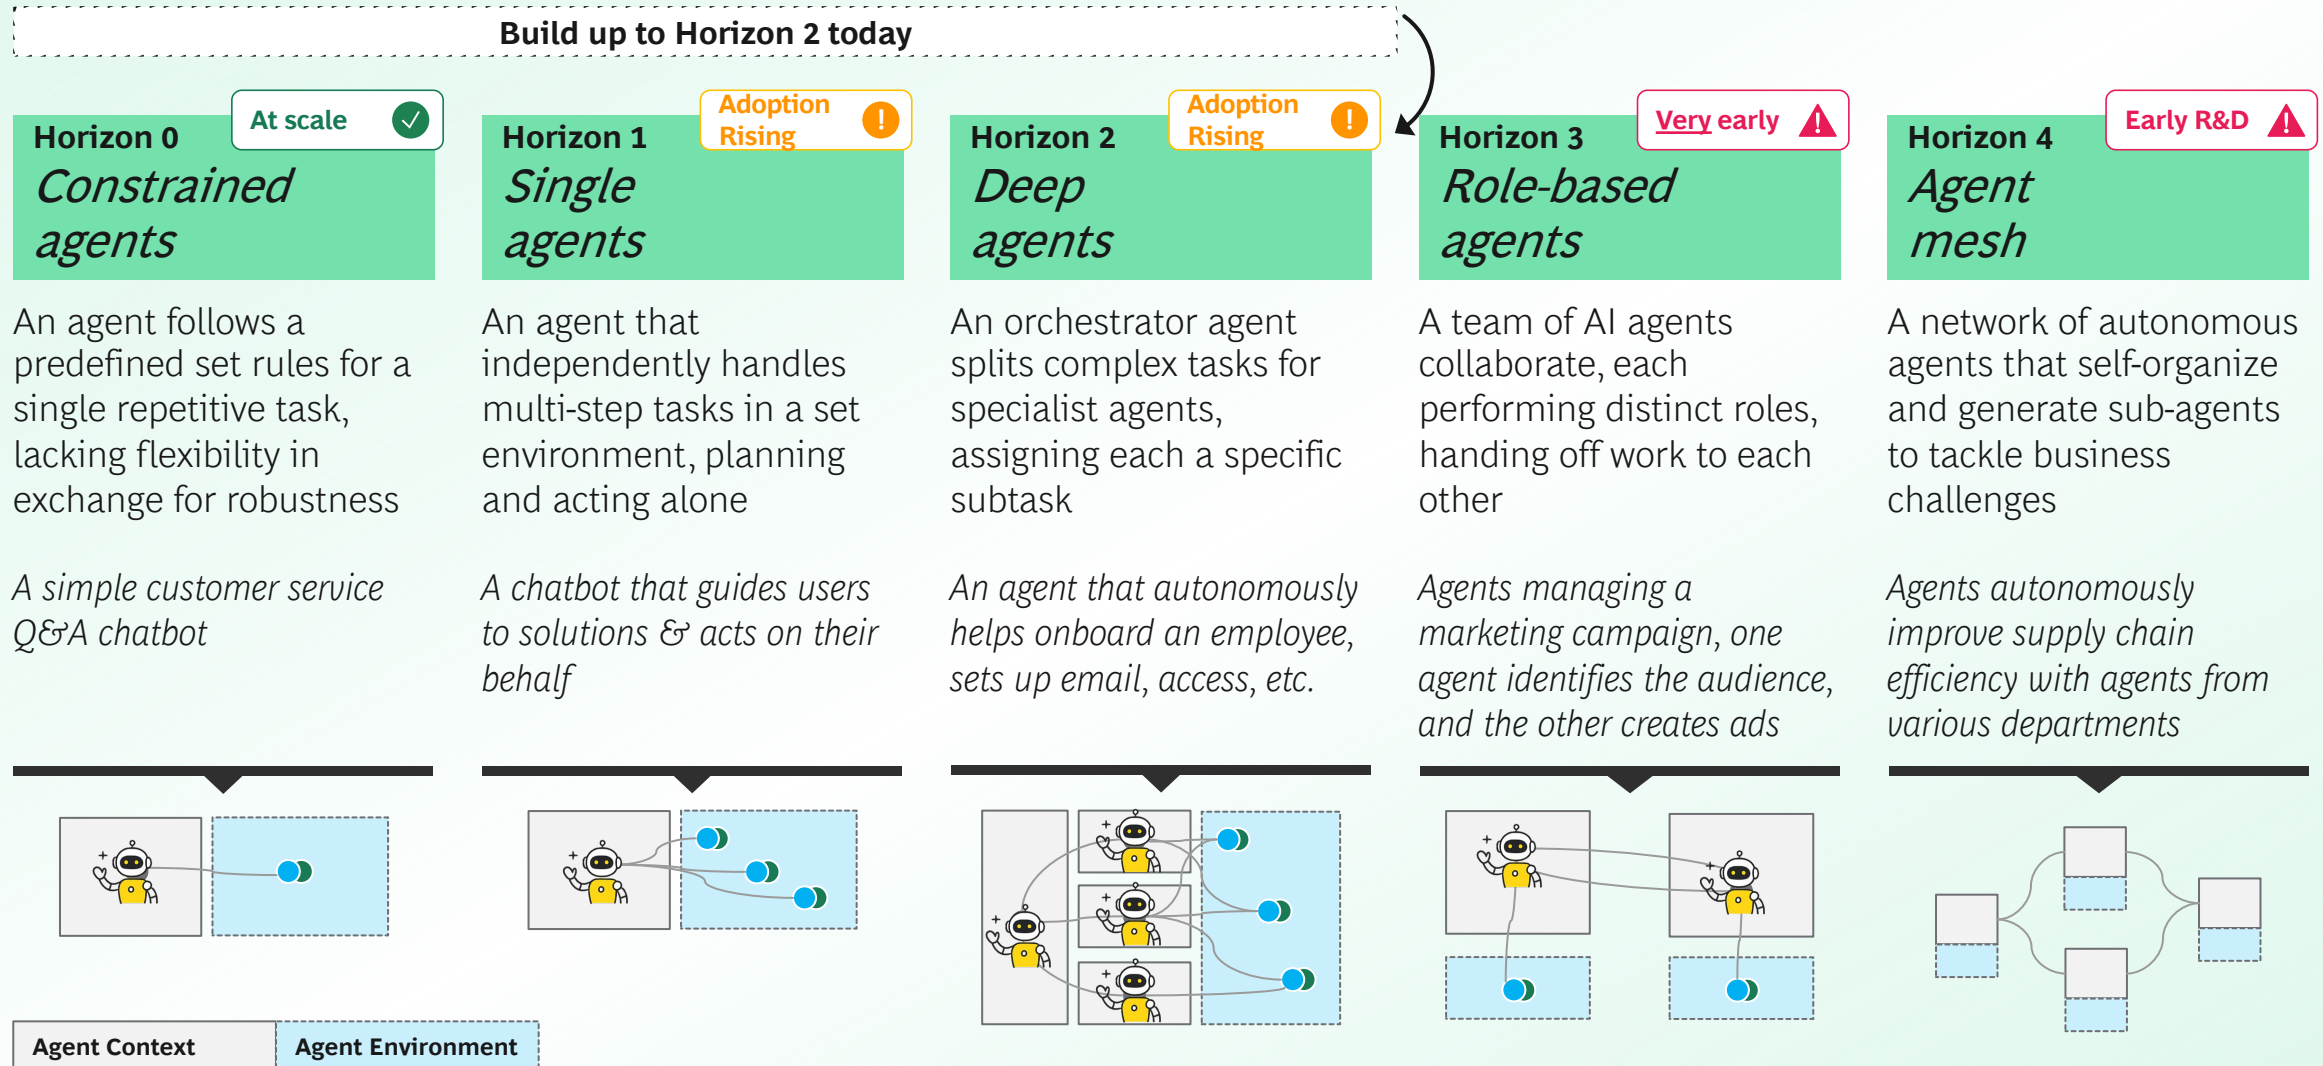 Build up to Horizon 2 today
Horizon 0
At scale
Constrained
agents
An agent follows a
predefined set rules for a
single repetitive task,
lacking flexibility in
exchange for robustness
A simple customer service
Q&A chatbot
Horizon 1
Adoption
Rising
Single
agents
An agent that
independently handles
multi-step tasks in a set
environment, planning
and acting alone
A chatbot that guides users
to solutions & acts on their
behalf
Horizon 2
Adoption
Rising
Deep
agents
An orchestrator agent
splits complex tasks for
specialist agents,
assigning each a specific
subtask
An agent that autonomously
helps onboard an employee,
sets up email, access, etc.
Horizon 3
Very early
Role-based
agents
A team of AI agents
collaborate, each
performing distinct roles,
handing off work to each
other
Agents managing a
marketing campaign, one
agent identifies the audience,
and the other creates ads
Horizon 4
Early R&D
Agent
mesh
A network of autonomous
agents that self-organize
and generate sub-agents
to tackle business
challenges
Agents autonomously
improve supply chain
efficiency with agents from
various departments
Agent Context
Agent Environment